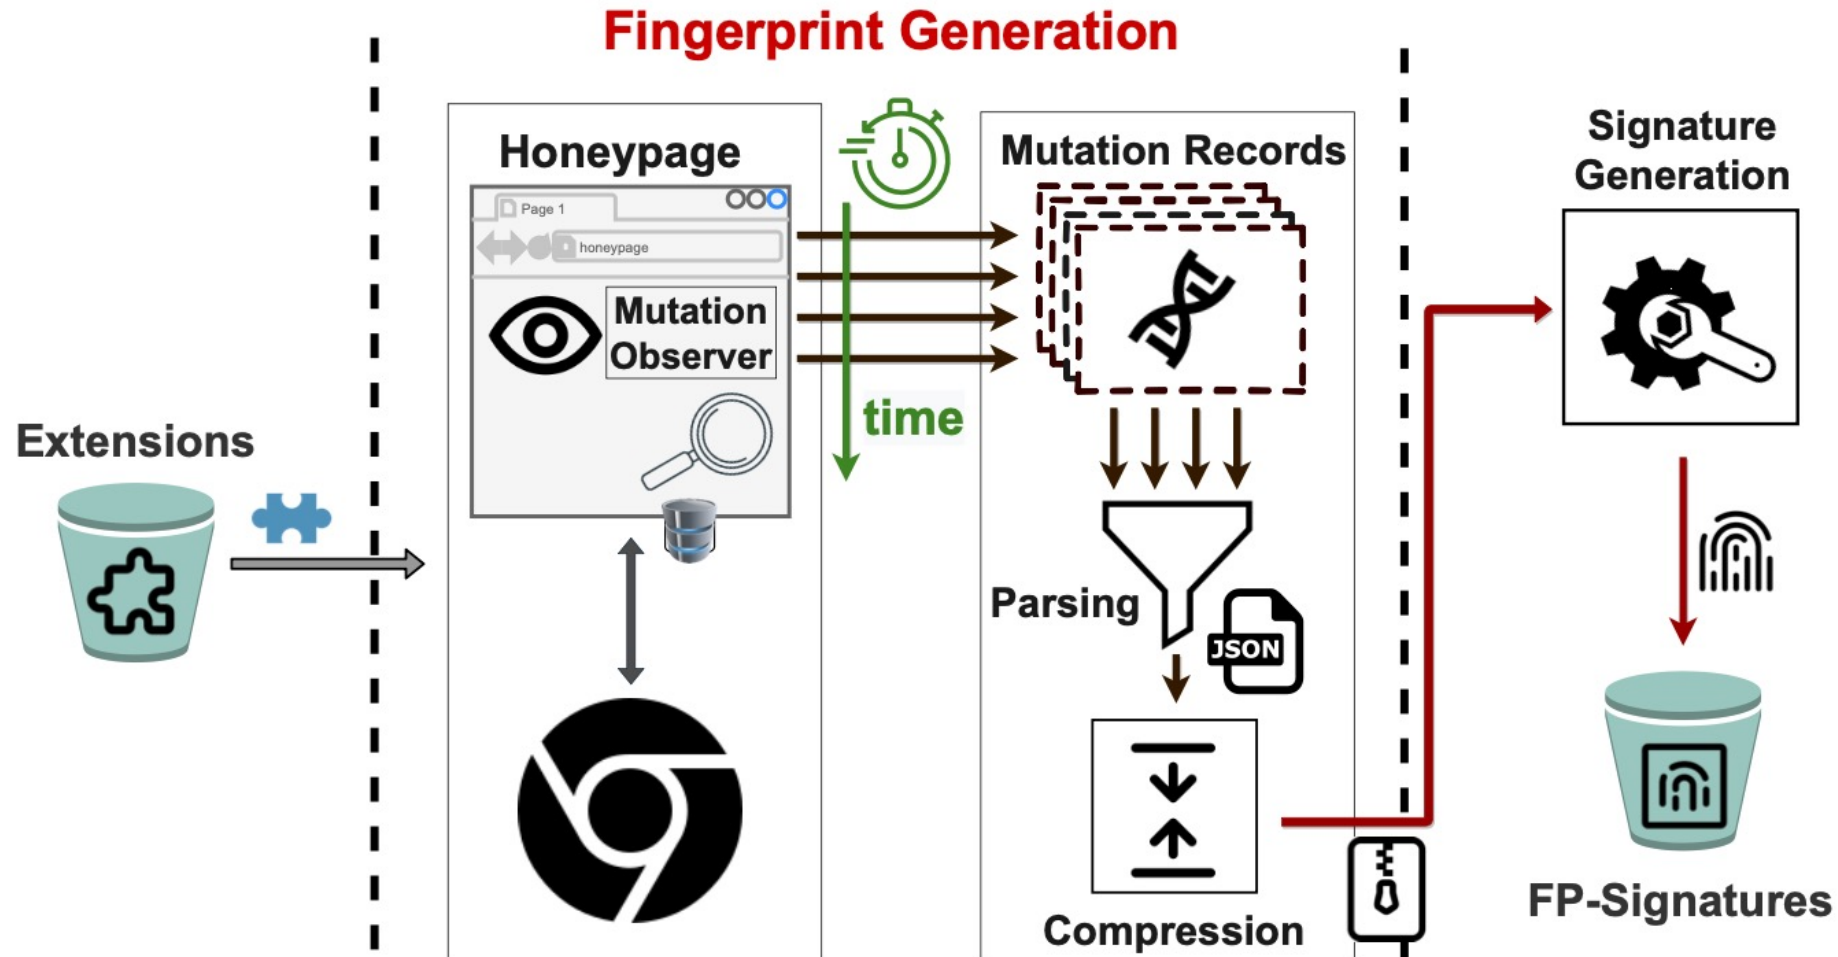 Fingerprint Generation
Extensions
Honeypage
Page 1
honeypage
Mutation
Observer
time
Mutation Records
Parsing
JSON
Compression
Signature
Generation
FP-Signatures